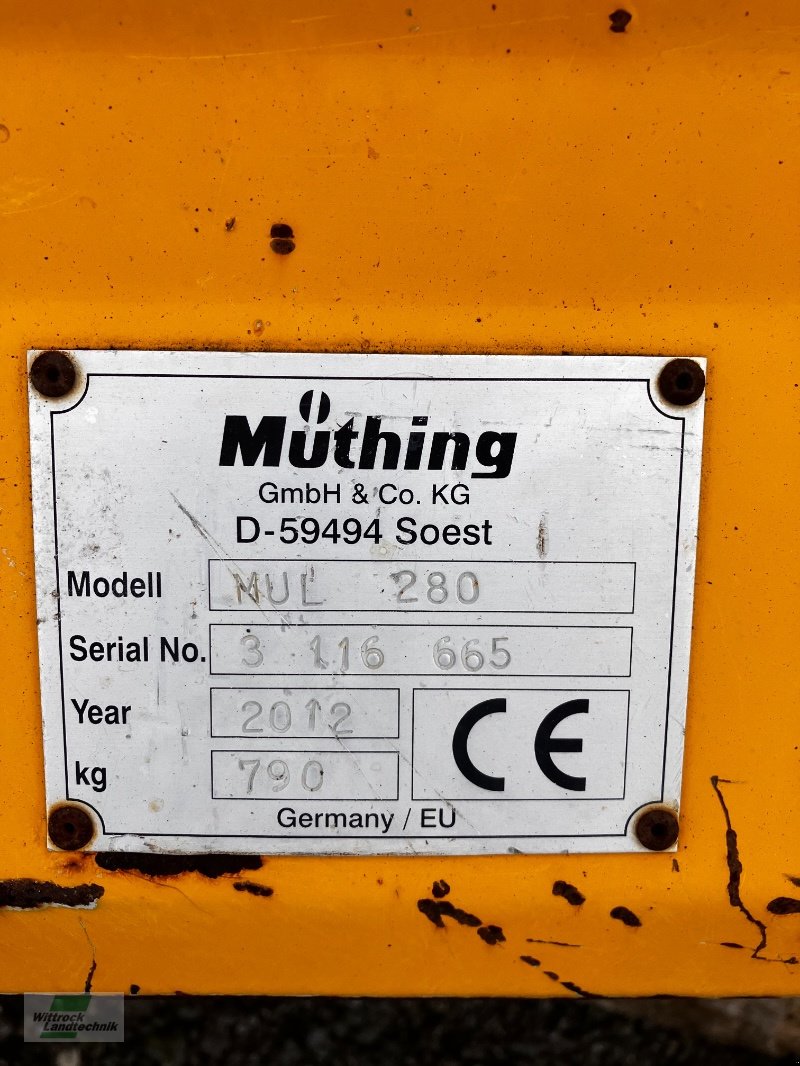 Müthing
GmbH & Co. KG
D-59494 Soest
Modell MUL 280
Serial No. 3 116 665
Year 2012
kg 790
CE
Germany / EU
Wittrock
Landtechnik